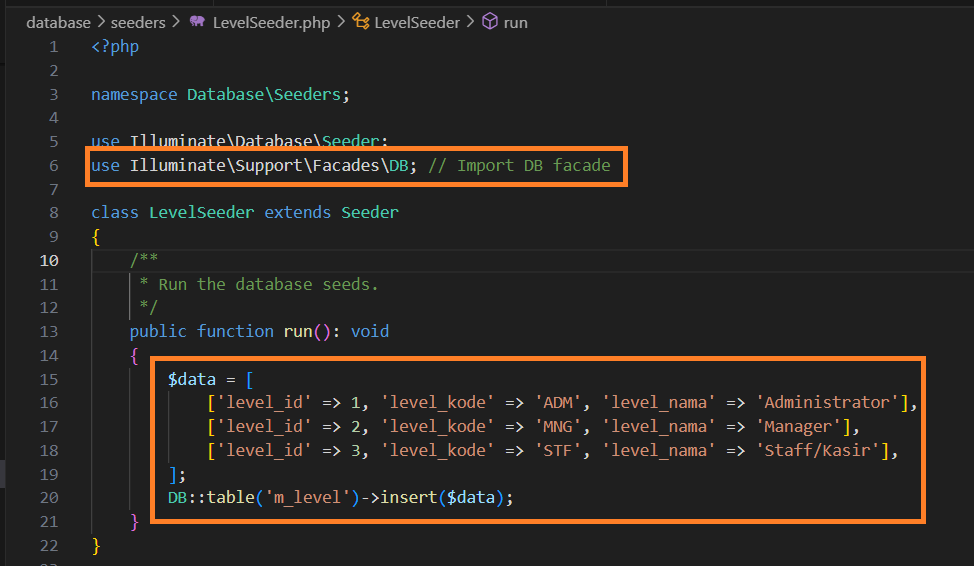 database > seeders > LevelSeeder.php > LevelSeeder > run
1 <?php
2
3 namespace Database\Seeders;
4
5 use Illuminate\Database\Seeder;
6 use Illuminate\Support\Facades\DB; // Import DB facade
7
8 class LevelSeeder extends Seeder
9 {
10     /**
11      * Run the database seeds.
12      */
13     public function run(): void
14     {
15         $data = [
16             ['level_id' => 1, 'level_kode' => 'ADM', 'level_nama' => 'Administrator'],
17             ['level_id' => 2, 'level_kode' => 'MNG', 'level_nama' => 'Manager'],
18             ['level_id' => 3, 'level_kode' => 'STF', 'level_nama' => 'Staff/Kasir'],
19         ];
20         DB::table('m_level')->insert($data);
21     }
22 }